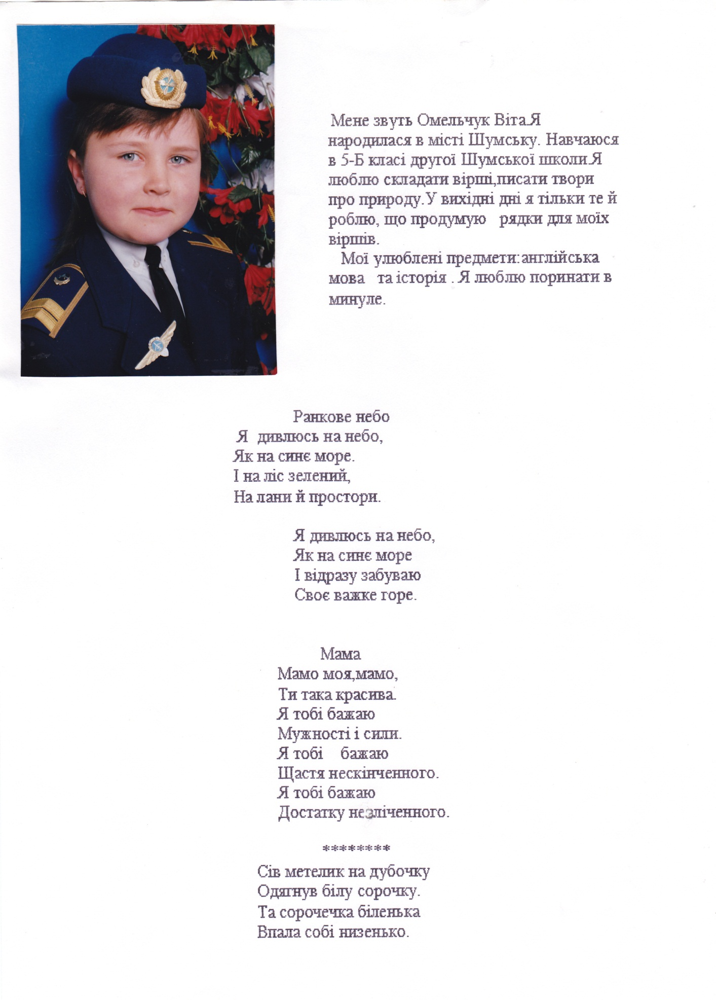 Мене звуть Омельчук Віта.Я
народилася в місті Шумську. Навчаюся
в 5-Б класі другої Шумської школи.Я
люблю складати вірші,писати твори
про природу.У вихідні дні я тільки те й
роблю, що продумую рядки для моїх
віршів.
Мої улюблені предмети:англійська
мова та історія . Я люблю поринати в
минуле.
Ранкове небо
Я дивлюсь на небо,
Як на синє море.
І на ліс зелений,
На лани й простори.
Я дивлюсь на небо,
Як на синє море
І відразу забуваю
Своє важке горе.
Мама
Мамо моя,мамо,
Ти така красива.
Я тобі бажаю
Мужності і сили.
Я тобі бажаю
Щастя нескінченного.
Я тобі бажаю
Достатку незліченного.
********
Сів метелик на дубочку
Одягнув білу сорочку.
Та сорочечка біленька
Впала собі низенько.